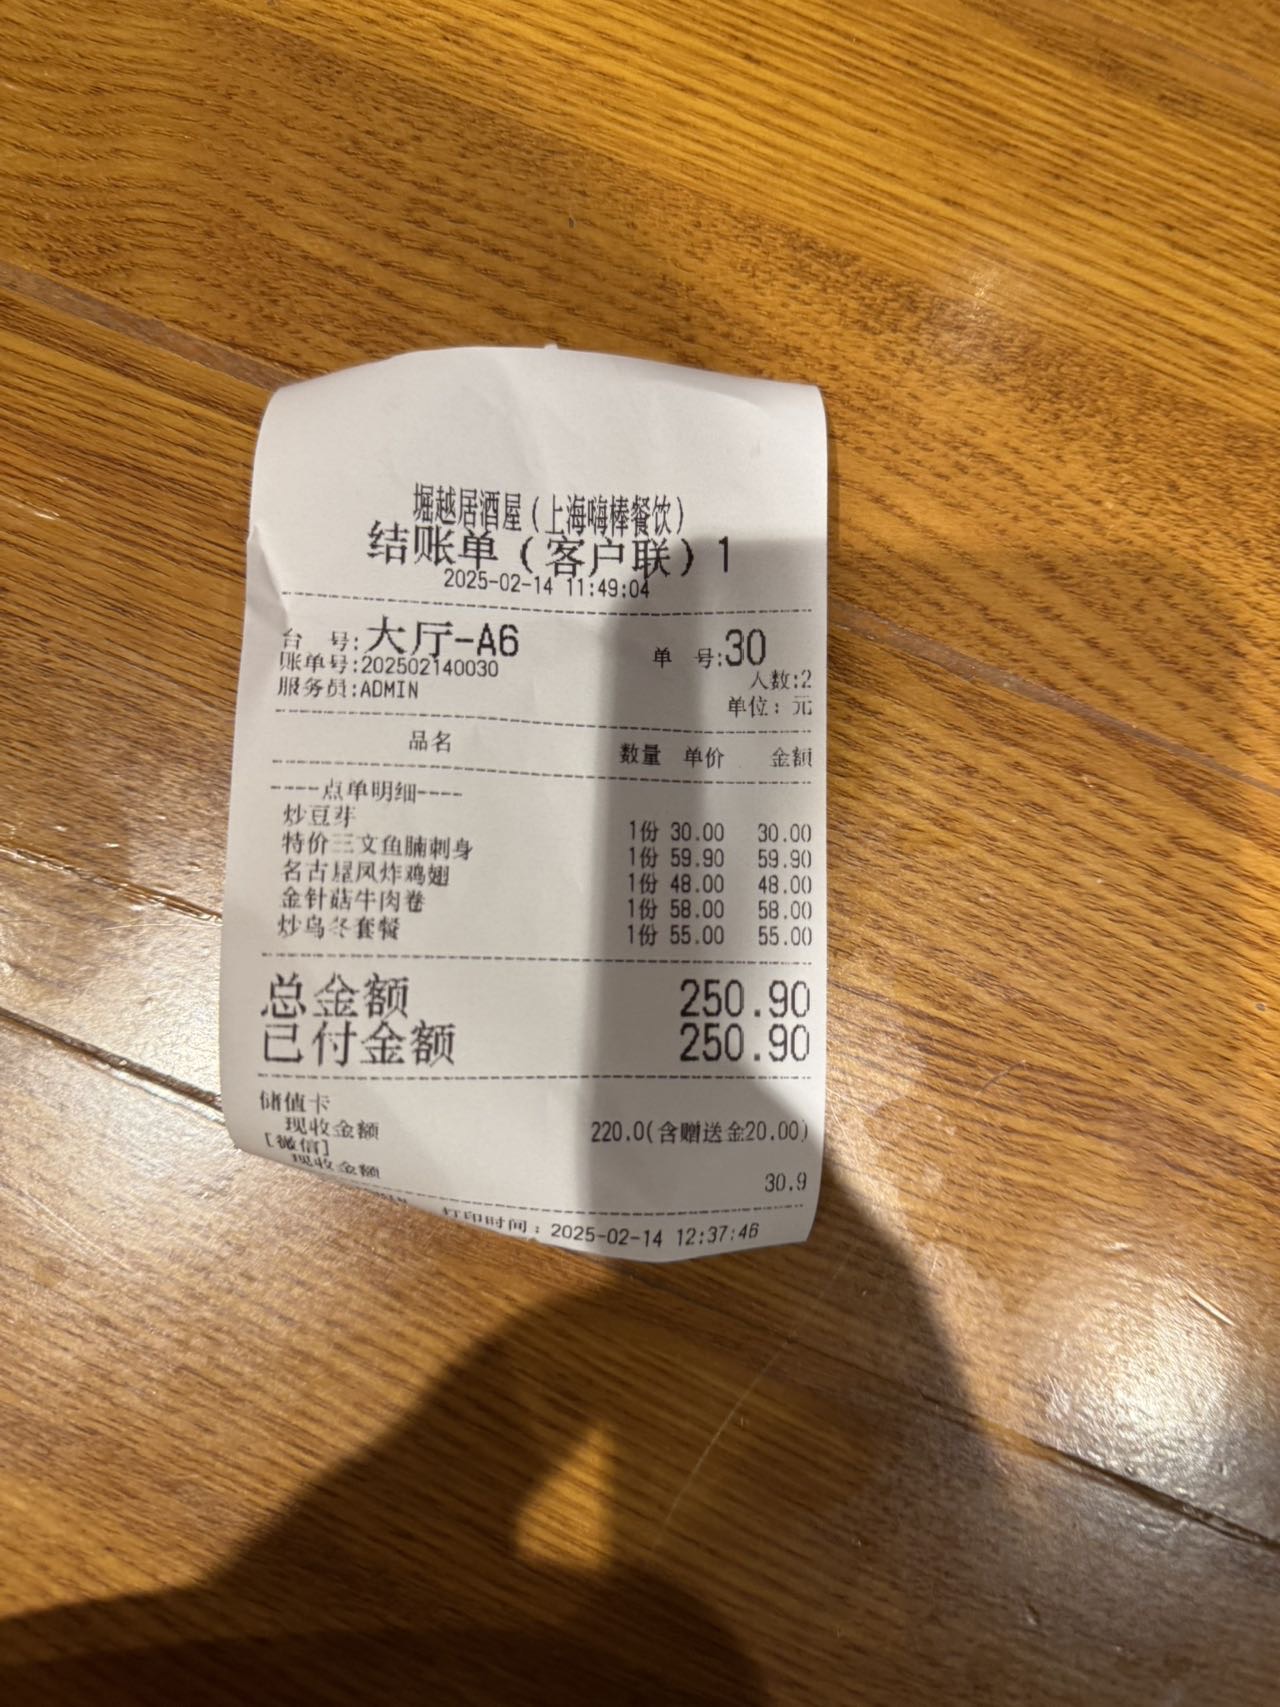 堀越居酒屋(上海嗨棒餐饮)
结账单(客户联)1
2025-02-14 11:49:04
台 号:大厅-A6 单 号:30
账单号:202502140030 人数:2
服务员:ADMIN 单位:元
品名 数量 单价 金额
----点单明细----
炒豆芽 1份 30.00 30.00
特价三文鱼腩刺身 1份 59.90 59.90
名古屋风炸鸡翅 1份 48.00 48.00
金针菇牛肉卷 1份 58.00 58.00
炒乌冬套餐 1份 55.00 55.00
总金额 250.90
已付金额 250.90
储值卡
现收金额 220.0(含赠送金20.00)
[微信]
现收金额 30.9
打印时间:2025-02-14 12:37:46